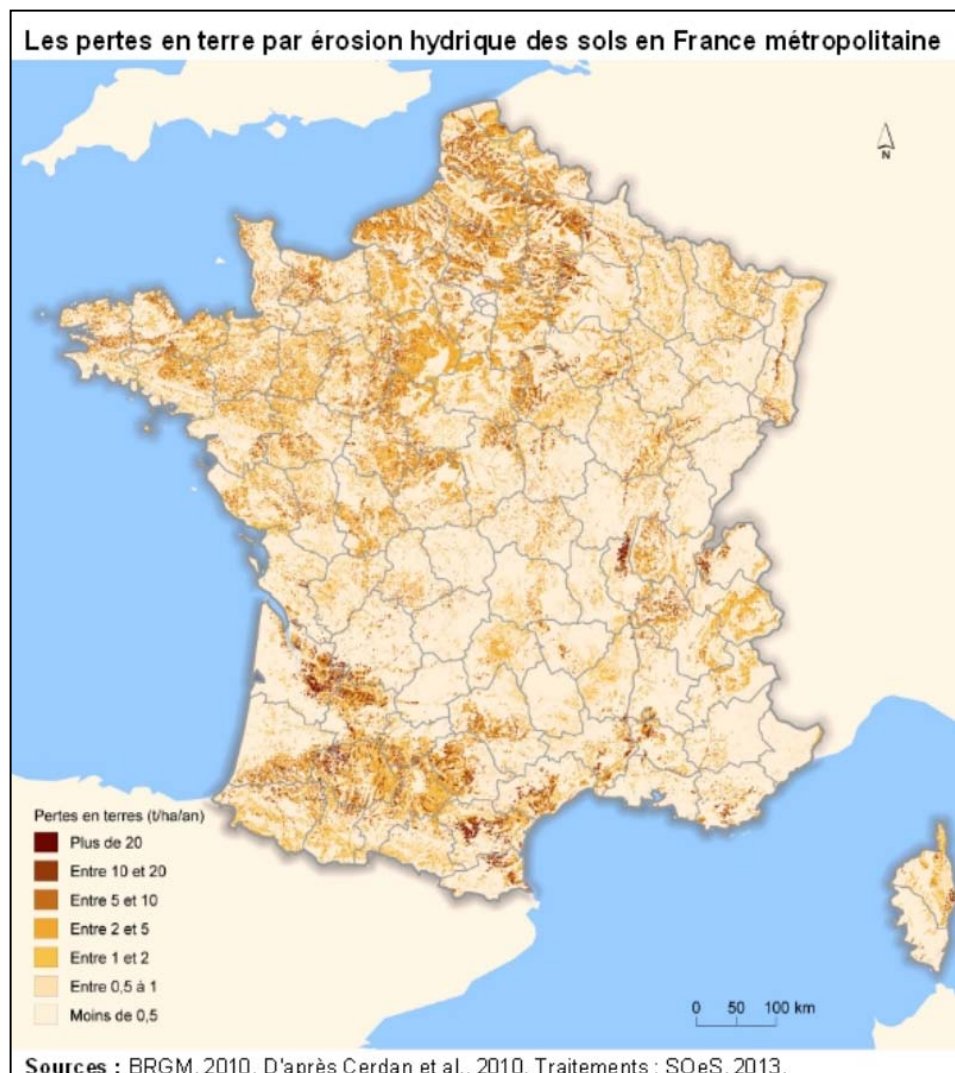 Les pertes en terre par érosion hydrique des sols en France métropolitaine
N
Pertes en terres (t/ha/an)
Plus de 20
Entre 10 et 20
Entre 5 et 10
Entre 2 et 5
Entre 1 et 2
Entre 0,5 à 1
Moins de 0,5
0 50 100 km
Sources : BRGM, 2010. D'après Cerdan et al., 2010. Traitements : SOeS, 2013.